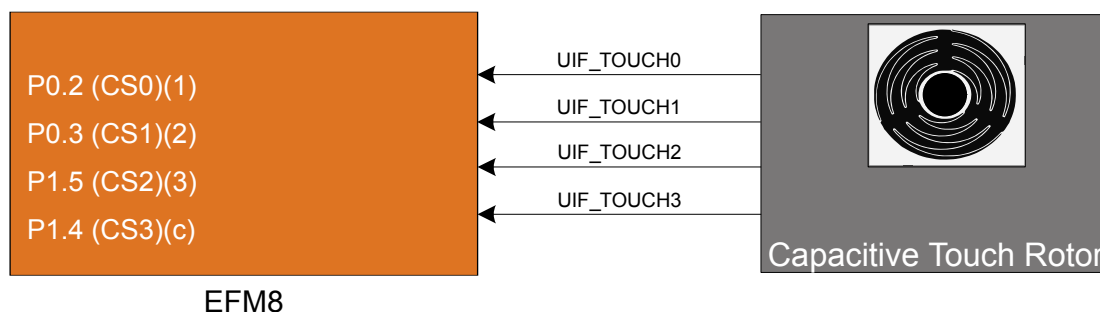 P0.2 (CS0)(1)
P0.3 (CS1)(2)
P1.5 (CS2)(3)
P1.4 (CS3)(c)
EFM8
UIF_TOUCH0
UIF_TOUCH1
UIF_TOUCH2
UIF_TOUCH3
Capacitive Touch Rotor